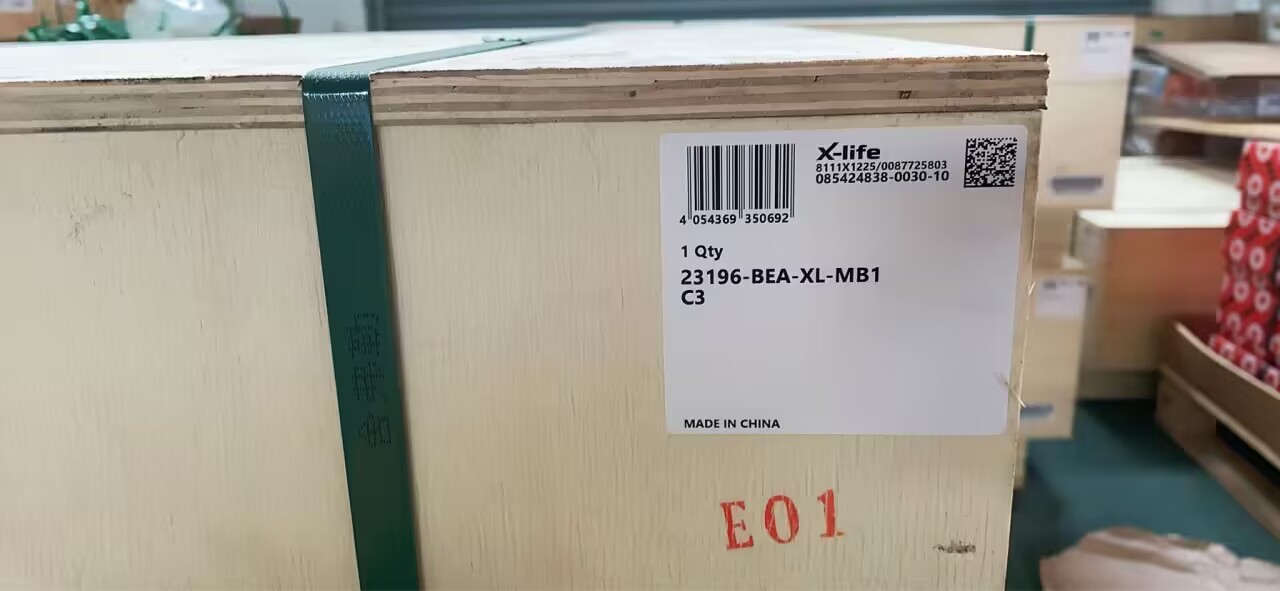 X-life
8111X1225/0087725803
085424838-0030-10
4 054369 350692
1 Qty
23196-BEA-XL-MB1
C3
MADE IN CHINA
E01